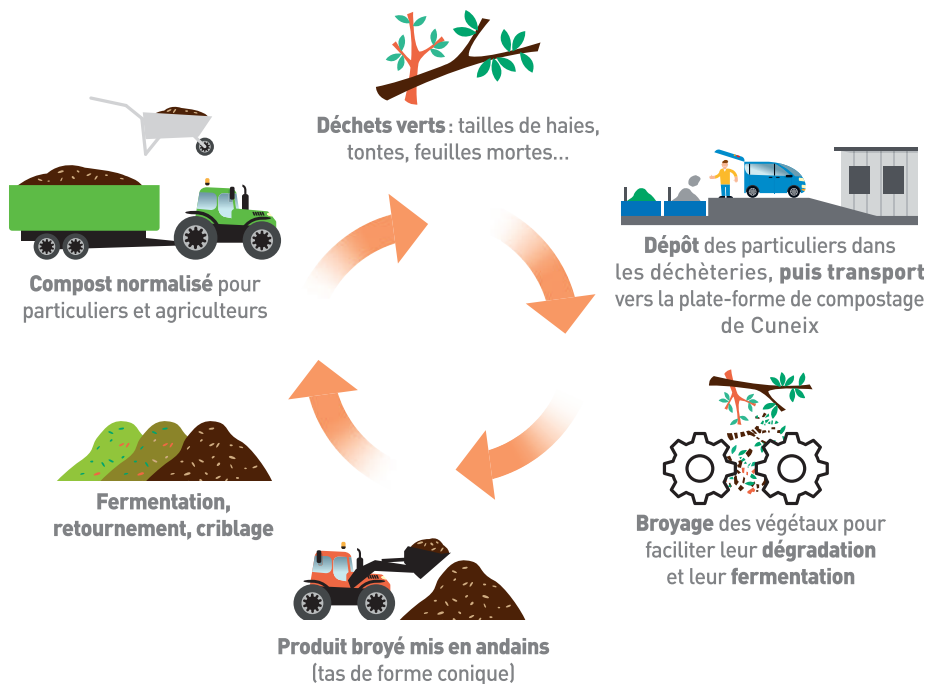 Déchets verts : tailles de haies,
tontes, feuilles mortes...
Dépôt des particuliers dans
les déchèteries, puis transport
vers la plate-forme de compostage
de Cuneix
Broyage des végétaux pour
faciliter leur dégradation
et leur fermentation
Produit broyé mis en andains
(tas de forme conique)
Fermentation,
retournement, criblage
Compost normalisé pour
particuliers et agriculteurs